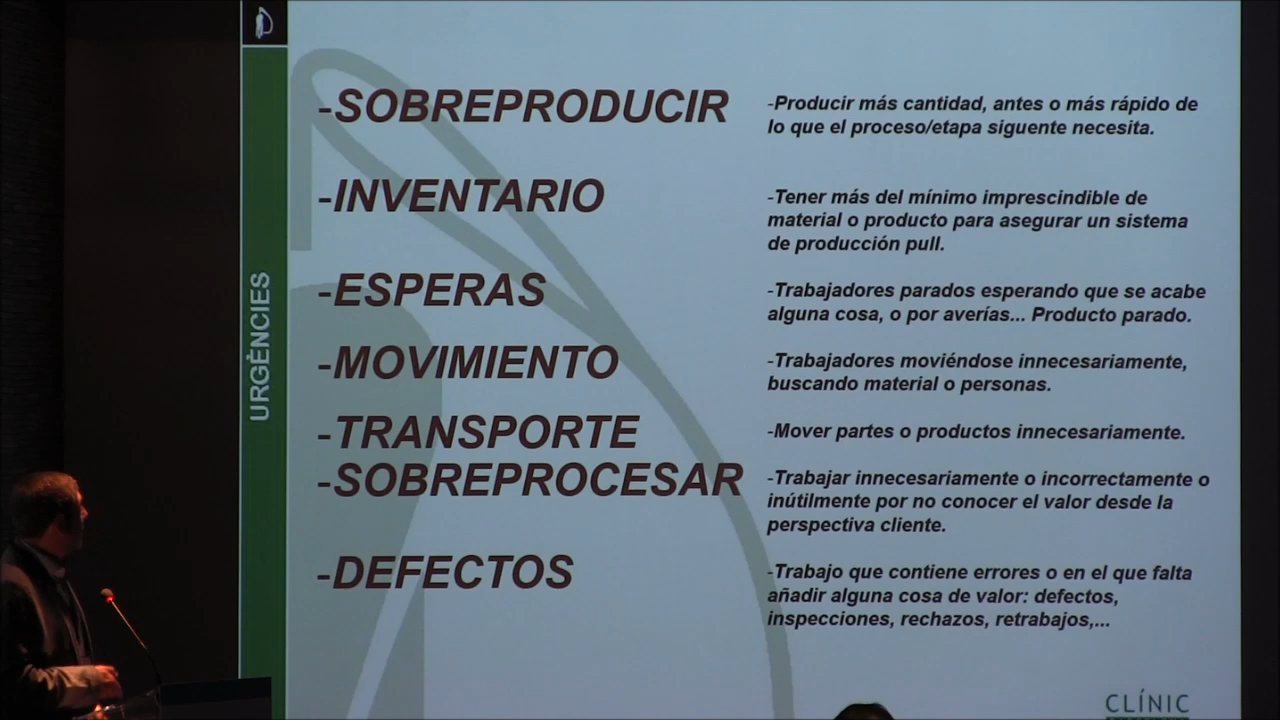 URGÈNCIES
-SOBREPRODUCIR
-Producir más cantidad, antes o más rápido de
lo que el proceso/etapa siguente necesita.
-INVENTARIO
-Tener más del mínimo imprescindible de
material o producto para asegurar un sistema
de producción pull.
-ESPERAS
-Trabajadores parados esperando que se acabe
alguna cosa, o por averías... Producto parado.
-MOVIMIENTO
-Trabajadores moviéndose innecesariamente,
buscando material o personas.
-TRANSPORTE
-Mover partes o productos innecesariamente.
-SOBREPROCESAR
-Trabajar innecesariamente o incorrectamente o
inútilmente por no conocer el valor desde la
perspectiva cliente.
-DEFECTOS
-Trabajo que contiene errores o en el que falta
añadir alguna cosa de valor: defectos,
inspecciones, rechazos, retrabajos,...
CLÍNIC